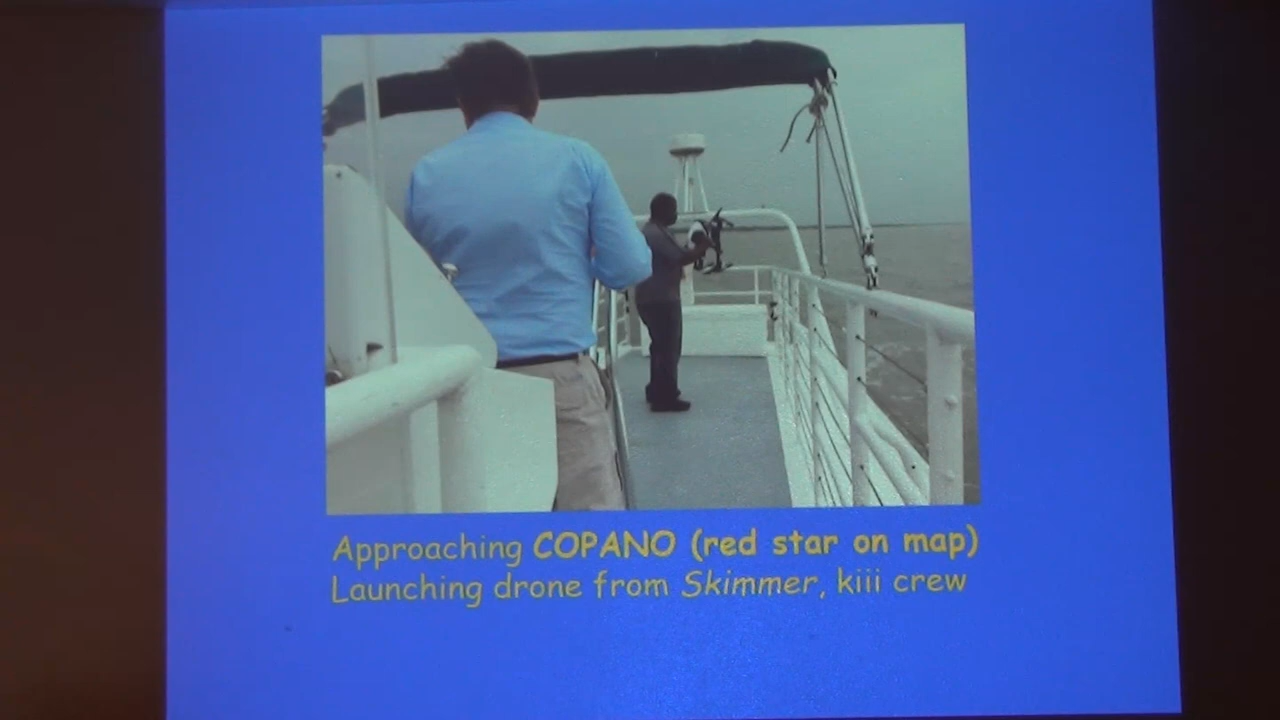 Approaching COPANO (red star on map)
Launching drone from Skimmer, kiii crew